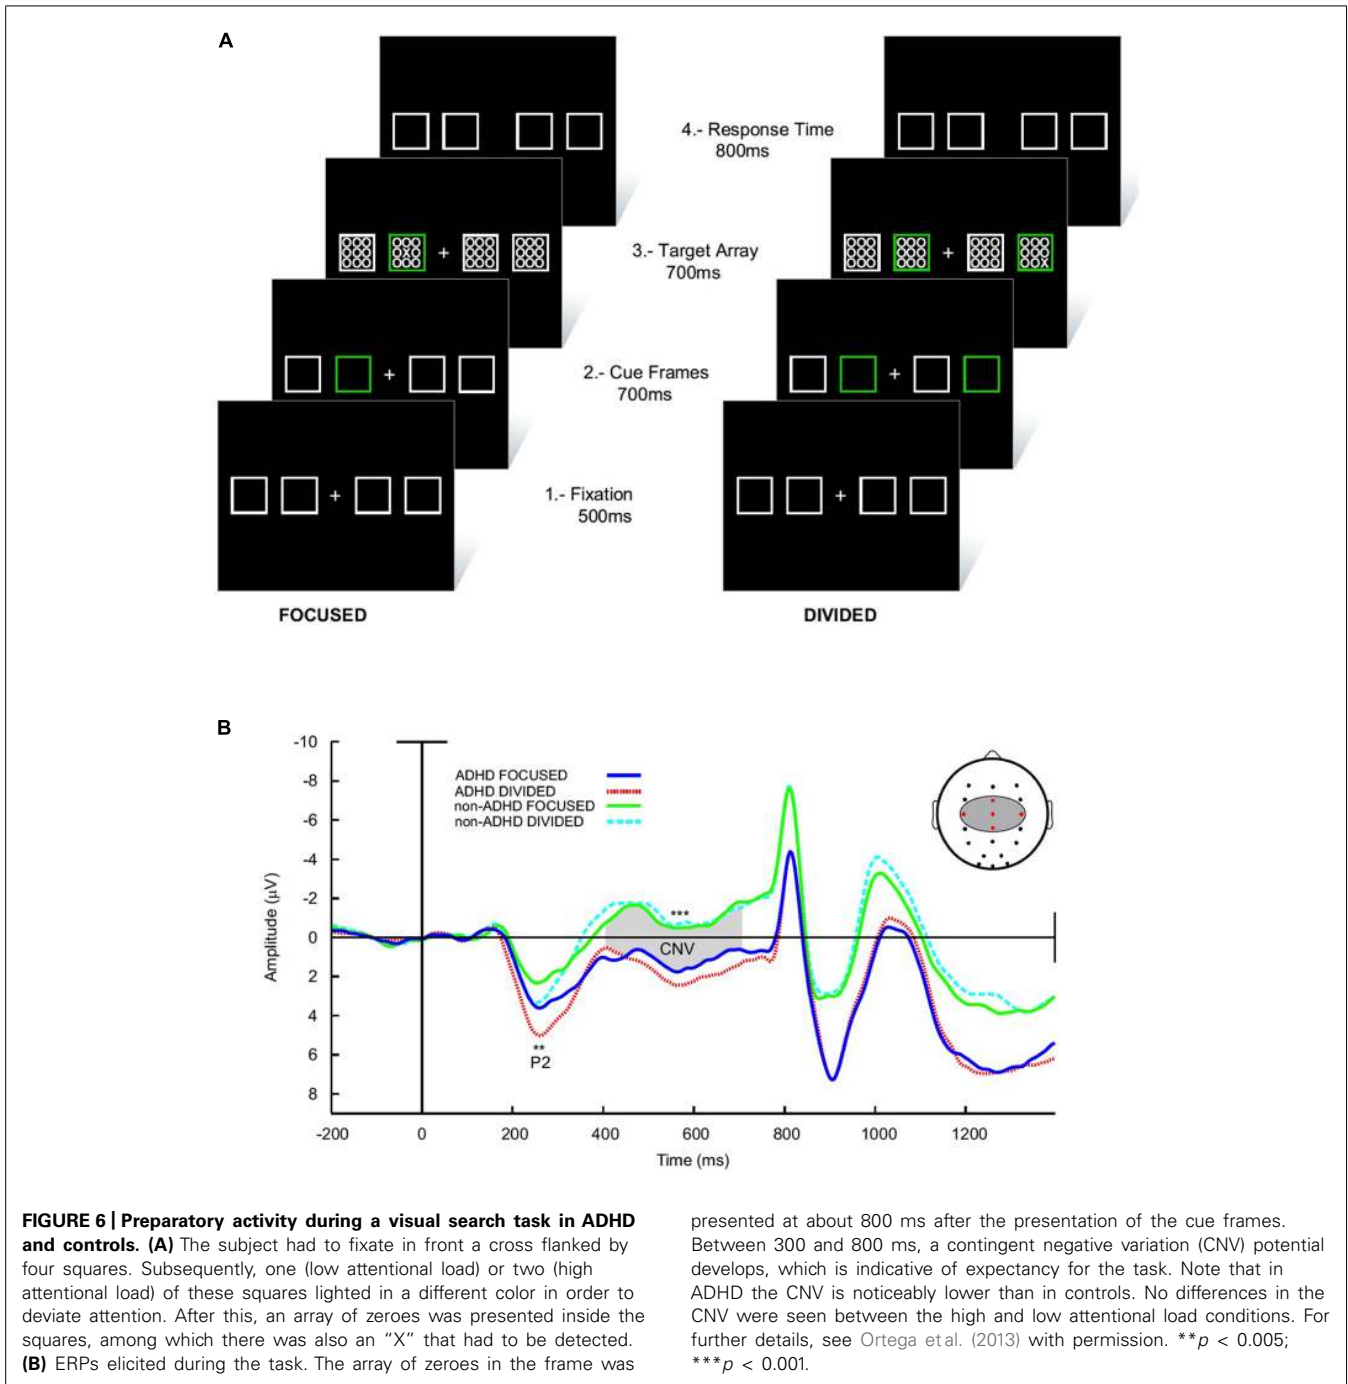 A
4.- Response Time
800ms
3.- Target Array
700ms
2.- Cue Frames
700ms
1.- Fixation
500ms
FOCUSED
DIVIDED
B
-10
-8
-6
-4
-2
0
2
4
6
8
Amplitude (µV)
ADHD FOCUSED
ADHD DIVIDED
non-ADHD FOCUSED
non-ADHD DIVIDED
***
CNV
**
P2
-200 0 200 400 600 800 1000 1200
Time (ms)
FIGURE 6 | Preparatory activity during a visual search task in ADHD
and controls. (A) The subject had to fixate in front a cross flanked by
four squares. Subsequently, one (low attentional load) or two (high
attentional load) of these squares lighted in a different color in order to
deviate attention. After this, an array of zeroes was presented inside the
squares, among which there was also an “X” that had to be detected.
(B) ERPs elicited during the task. The array of zeroes in the frame was
presented at about 800 ms after the presentation of the cue frames.
Between 300 and 800 ms, a contingent negative variation (CNV) potential
develops, which is indicative of expectancy for the task. Note that in
ADHD the CNV is noticeably lower than in controls. No differences in the
CNV were seen between the high and low attentional load conditions. For
further details, see Ortega et al. (2013) with permission. **p < 0.005;
***p < 0.001.